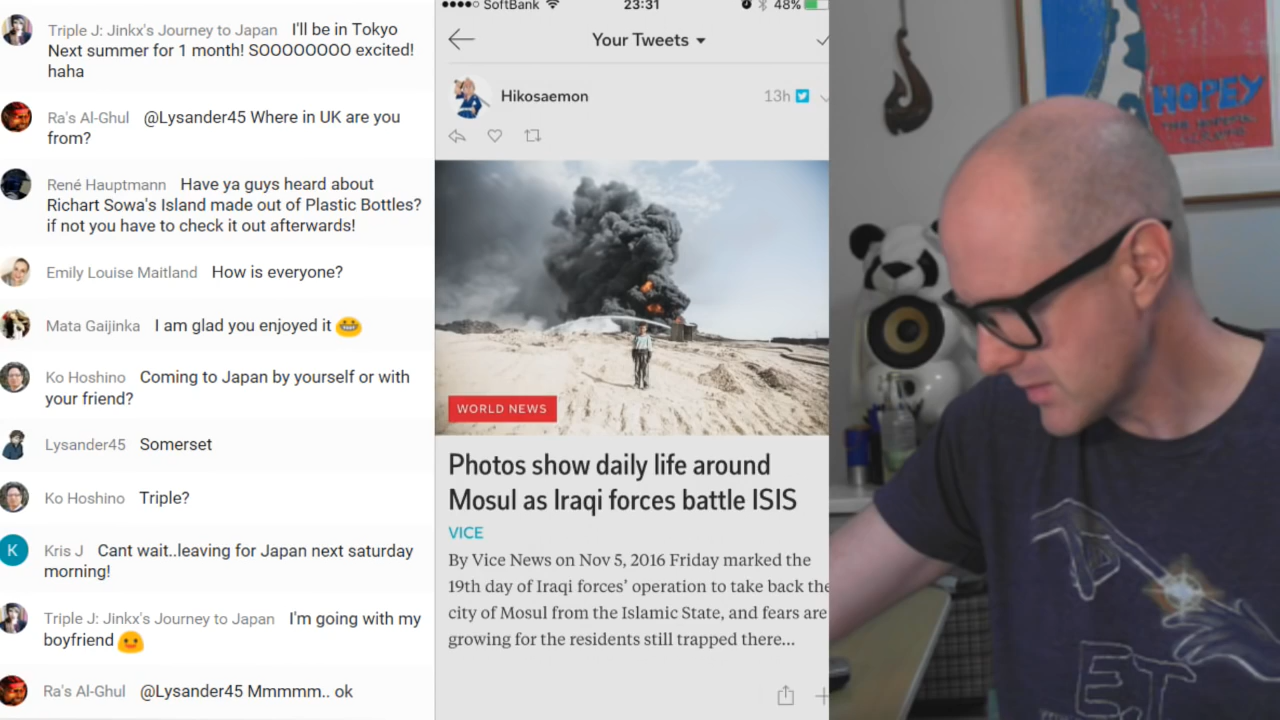 Triple J: Jinkx's Journey to Japan I'll be in Tokyo
Next summer for 1 month! SOOOOOOOO excited!
haha
Ra's Al-Ghul @Lysander45 Where in UK are you
from?
René Hauptmann Have ya guys heard about
Richart Sowa's Island made out of Plastic Bottles?
if not you have to check it out afterwards!
Emily Louise Maitland How is everyone?
Mata Gaijinka I am glad you enjoyed it
Ko Hoshino Coming to Japan by yourself or with
your friend?
Lysander45 Somerset
Ko Hoshino Triple?
K
Kris J Cant wait..leaving for Japan next saturday
morning!
Triple J: Jinkx's Journey to Japan I'm going with my
boyfriend
Ra's Al-Ghul @Lysander45 Mmmmm.. ok
SoftBank 23:31 48%
Your Tweets
Hikosaemon 13h
WORLD NEWS
Photos show daily life around
Mosul as Iraqi forces battle ISIS
VICE
By Vice News on Nov 5, 2016 Friday marked the
19th day of Iraqi forces' operation to take back the
city of Mosul from the Islamic State, and fears are
growing for the residents still trapped there...
HOPEY
E.T